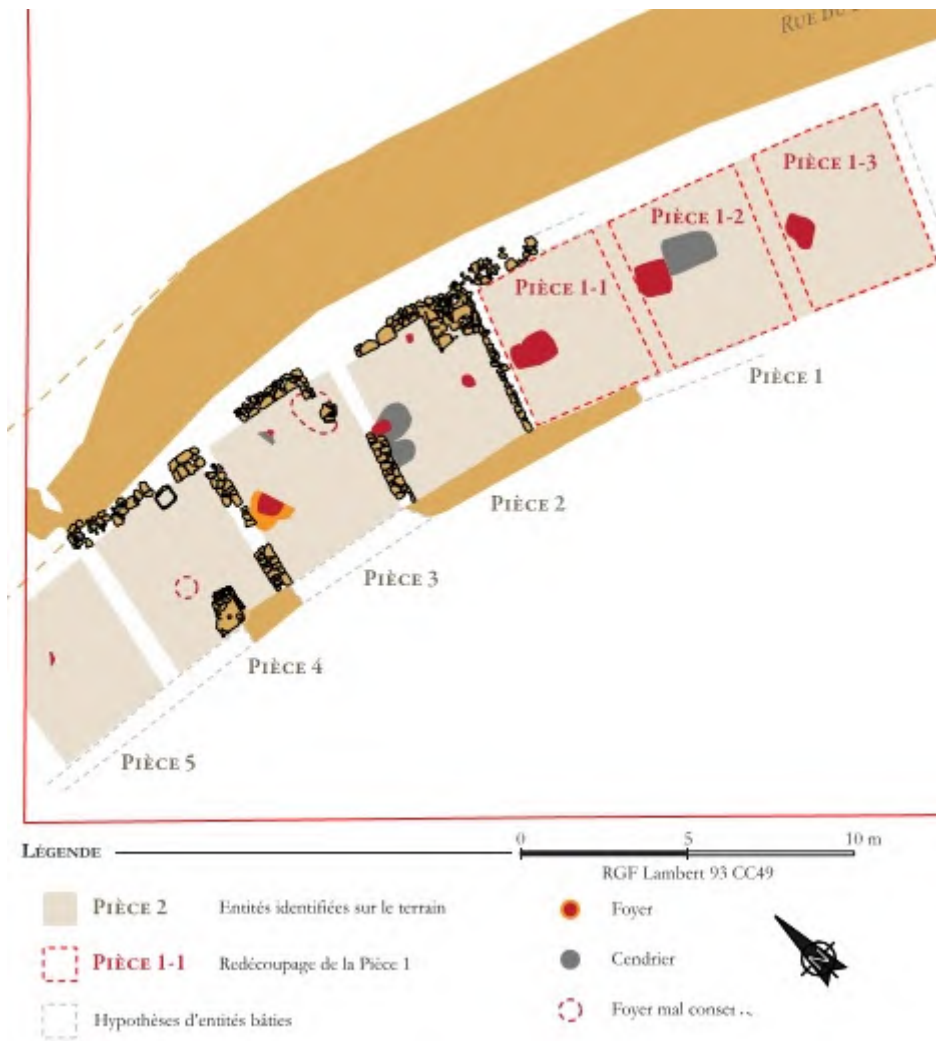 RUE DU
PIÈCE 1-3
PIÈCE 1-2
PIÈCE 1-1
PIÈCE 1
PIÈCE 2
PIÈCE 3
PIÈCE 4
PIÈCE 5
LÉGENDE
0 5 10 m
RGF Lambert 93 CC49
PIÈCE 2 Entités identifiées sur le terrain
PIÈCE 1-1 Redécoupage de la Pièce 1
Hypothèses d'entités bâties
Foyer
Cendrier
Foyer mal
N